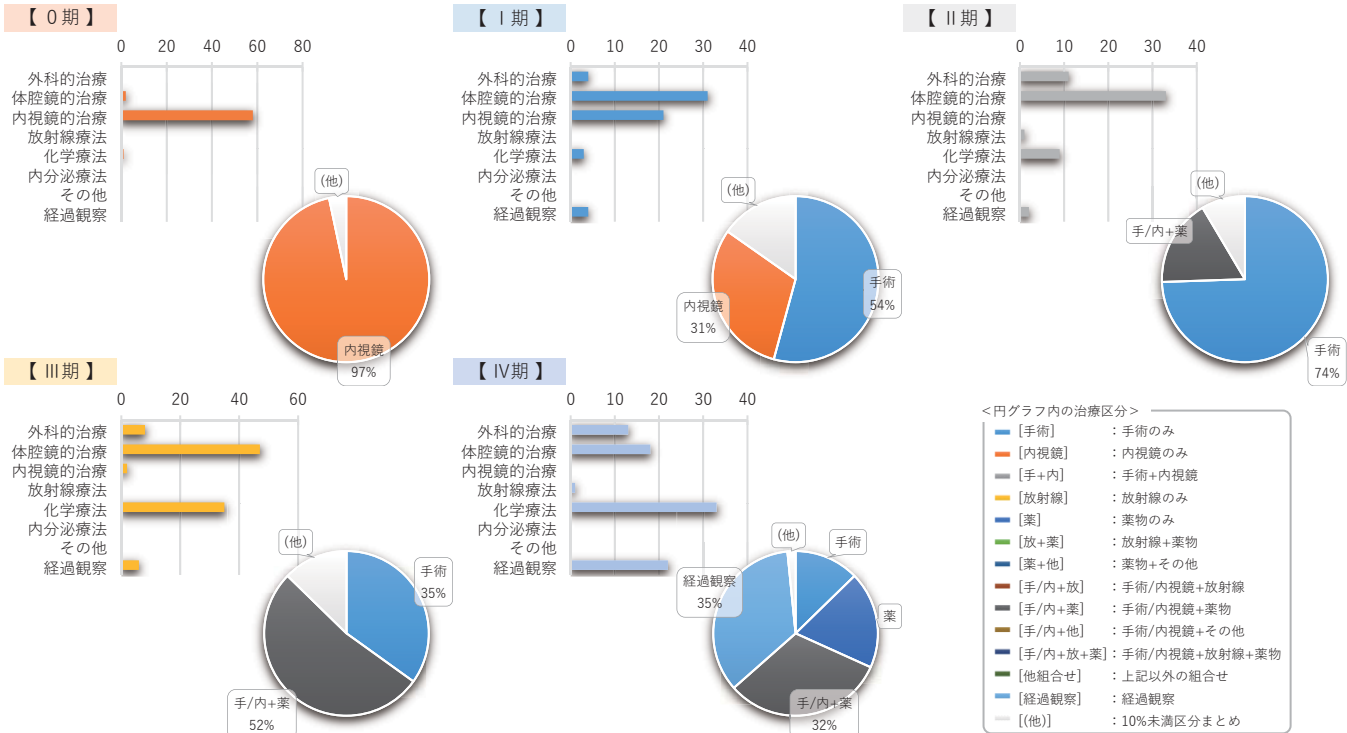 【 0期 】
0 20 40 60 80
外科的治療
体腔鏡的治療
内視鏡的治療
放射線療法
化学療法
内分泌療法
その他
経過観察
(他)
内視鏡
97%
【 I期 】
0 10 20 30 40
外科的治療
体腔鏡的治療
内視鏡的治療
放射線療法
化学療法
内分泌療法
その他
経過観察
(他)
手術
54%
内視鏡
31%
【 II期 】
0 10 20 30 40
外科的治療
体腔鏡的治療
内視鏡的治療
放射線療法
化学療法
内分泌療法
その他
経過観察
(他)
手/内+薬
手術
74%
【 III期 】
0 20 40 60
外科的治療
体腔鏡的治療
内視鏡的治療
放射線療法
化学療法
内分泌療法
その他
経過観察
(他)
手術
35%
手/内+薬
52%
【 IV期 】
0 10 20 30 40
外科的治療
体腔鏡的治療
内視鏡的治療
放射線療法
化学療法
内分泌療法
その他
経過観察
(他)
手術
経過観察
35%
薬
手/内+薬
32%
＜円グラフ内の治療区分＞
[手術] ：手術のみ
[内視鏡] ：内視鏡のみ
[手+内] ：手術+内視鏡
[放射線] ：放射線のみ
[薬] ：薬物のみ
[放+薬] ：放射線+薬物
[薬+他] ：薬物+その他
[手/内+放] ：手術/内視鏡+放射線
[手/内+薬] ：手術/内視鏡+薬物
[手/内+他] ：手術/内視鏡+その他
[手/内+放+薬]：手術/内視鏡+放射線+薬物
[他組合せ] ：上記以外の組合せ
[経過観察] ：経過観察
[(他)] ：10%未満区分まとめ